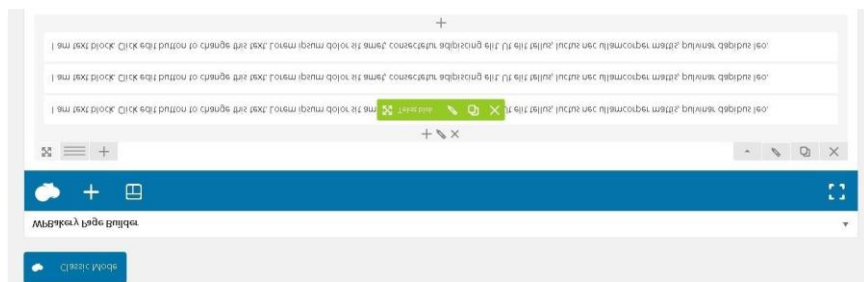 Classic Mode
WPBakery Page Builder
I am text block. Click edit button to change this text. Lorem ipsum dolor sit am Ut elit tellus, luctus nec ullamcorper mattis, pulvinar dapibus leo.
I am text block. Click edit button to change this text. Lorem ipsum dolor sit amet, consectetur adipiscing elit. Ut elit tellus, luctus nec ullamcorper mattis, pulvinar dapibus leo.
I am text block. Click edit button to change this text. Lorem ipsum dolor sit amet, consectetur adipiscing elit. Ut elit tellus, luctus nec ullamcorper mattis, pulvinar dapibus leo.